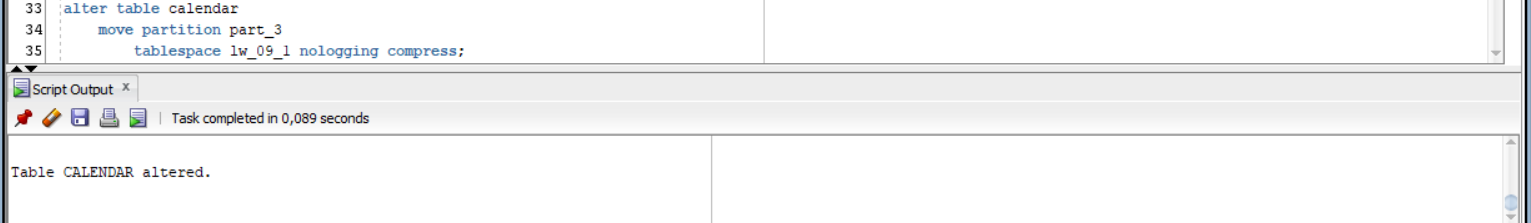 33 alter table calendar
34     move partition part_3
35         tablespace lw_09_1 nologging compress;
Script Output x
Task completed in 0,089 seconds
Table CALENDAR altered.